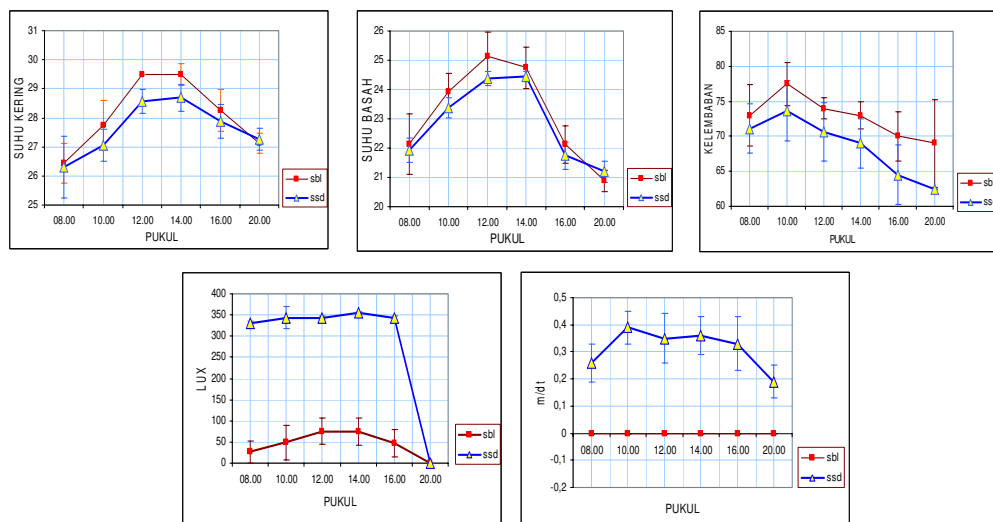 SUHU KERING
31
30
29
28
27
26
25
08.00 10.00 12.00 14.00 16.00 20.00
PUKUL
sbl
ssd
SUHU BASAH
26
25
24
23
22
21
20
08.00 10.00 12.00 14.00 16.00 20.00
PUKUL
sbl
ssd
KELEMBABAN
85
80
75
70
65
60
08.00 10.00 12.00 14.00 16.00 20.00
PUKUL
sbl
ssd
LUX
400
350
300
250
200
150
100
50
0
08.00 10.00 12.00 14.00 16.00 20.00
PUKUL
sbl
ssd
m/dt
0,5
0,4
0,3
0,2
0,1
0
-0,1
-0,2
08.00 10.00 12.00 14.00 16.00 20.00
PUKUL
sbl
ssd